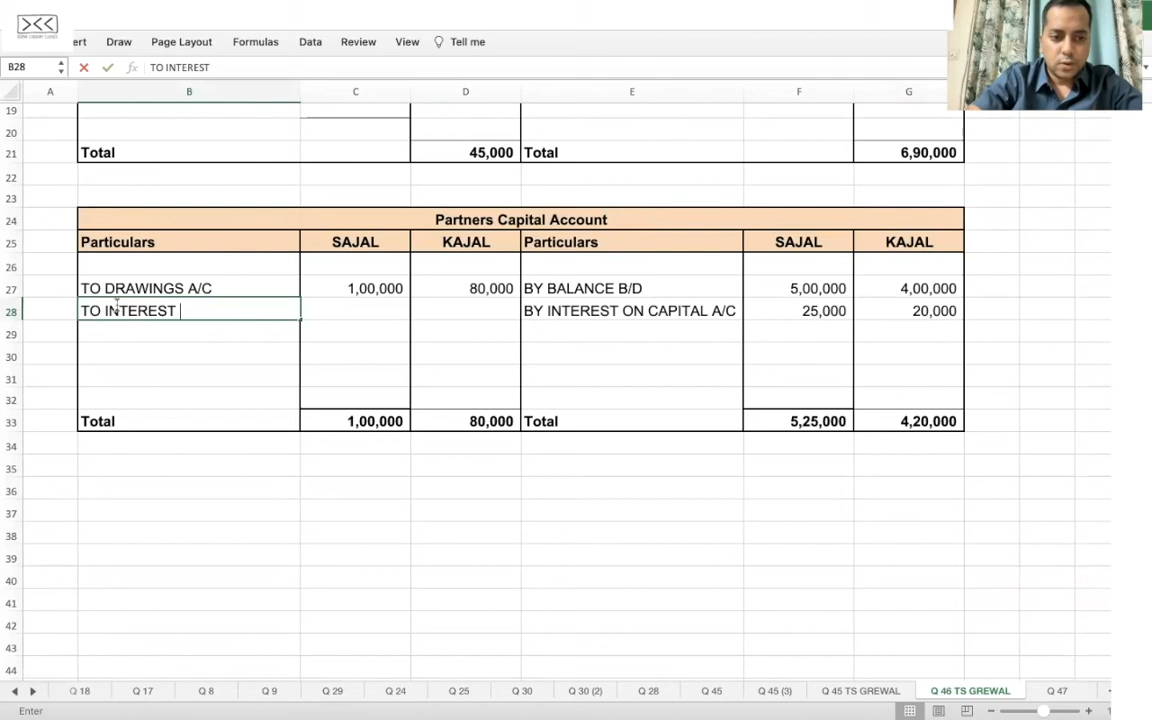 ert Draw Page Layout Formulas Data Review View Tell me
B28 fx TO INTEREST
A B C D E F G
19
20
21 Total 45,000 Total 6,90,000
22
23
24 Partners Capital Account
25 Particulars SAJAL KAJAL Particulars SAJAL KAJAL
26
27 TO DRAWINGS A/C 1,00,000 80,000 BY BALANCE B/D 5,00,000 4,00,000
28 TO INTEREST BY INTEREST ON CAPITAL A/C 25,000 20,000
29
30
31
32
33 Total 1,00,000 80,000 Total 5,25,000 4,20,000
34
35
36
37
38
39
40
41
42
43
44
Q 18 Q 17 Q 8 Q 9 Q 29 Q 24 Q 25 Q 30 Q 30 (2) Q 28 Q 45 Q 45 (3) Q 45 TS GREWAL Q 46 TS GREWAL Q 47
Enter